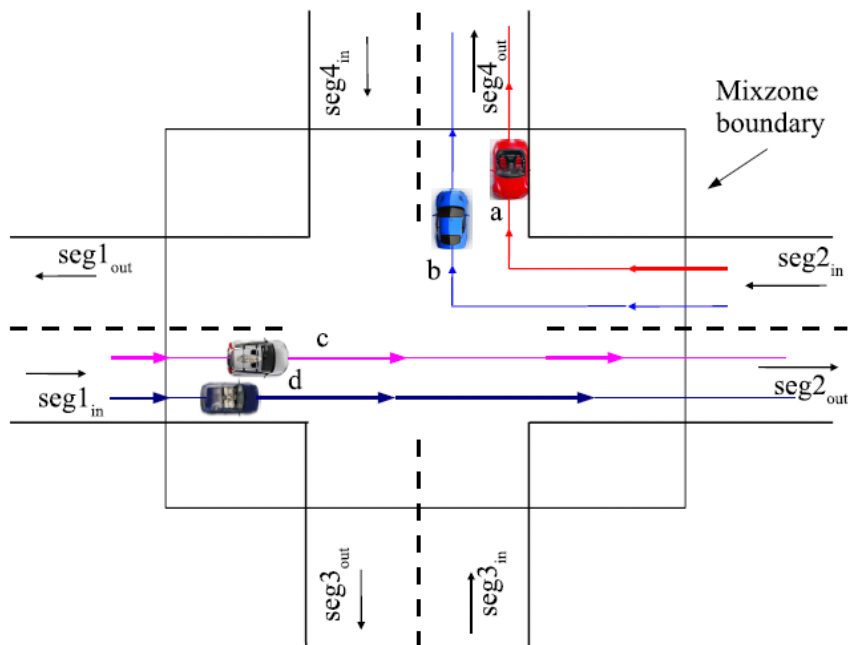 seg4in
seg4out
Mixzone
boundary
a
seg1out
b
seg2in
c
d
seg1in
seg2out
seg3out
seg3in